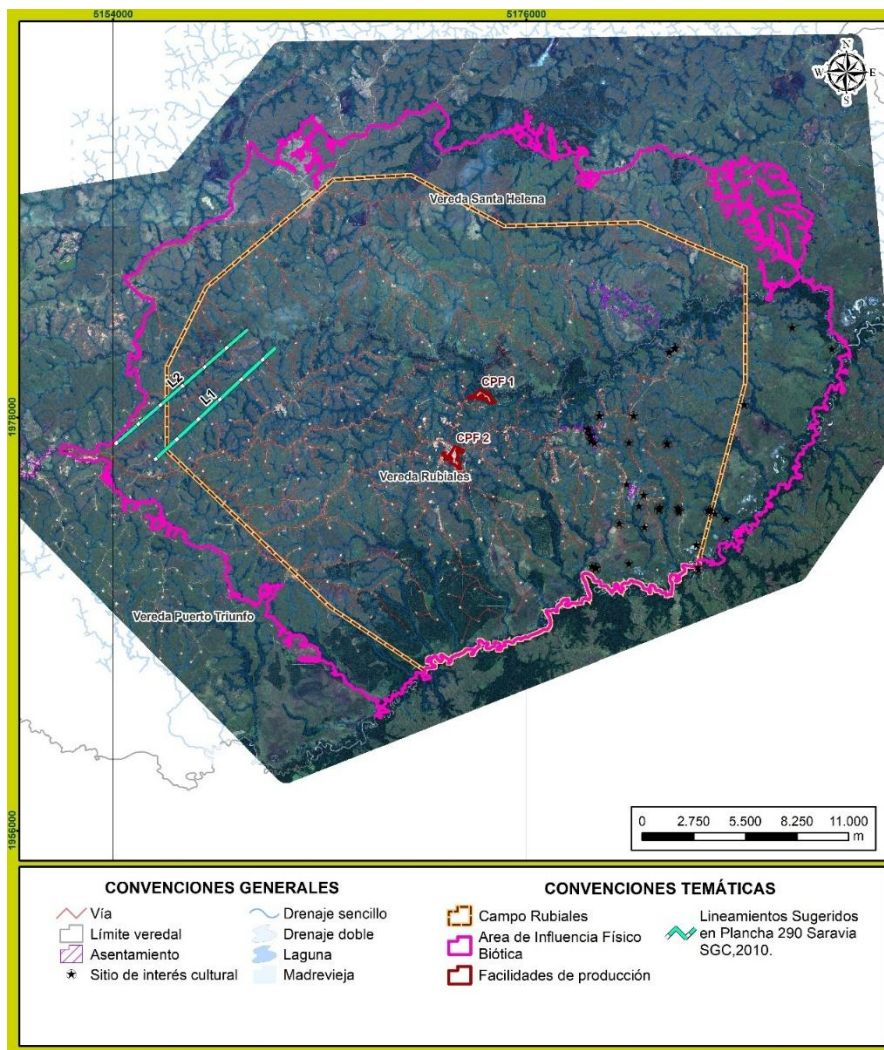 5154000
5176000
N
W E
S
Vereda Santa Helena
L2
L1
CPF 1
1978000
CPF 2
Vereda Rubiales
Vereda Puerto Triunfo
1956000
0 2.750 5.500 8.250 11.000
m
CONVENCIONES GENERALES
Vía
Límite veredal
Asentamiento
Sitio de interés cultural
Drenaje sencillo
Drenaje doble
Laguna
Madrevieja
CONVENCIONES TEMÁTICAS
Campo Rubiales
Area de Influencia Físico
Biótica
Facilidades de producción
Lineamientos Sugeridos
en Plancha 290 Saravia
SGC,2010.